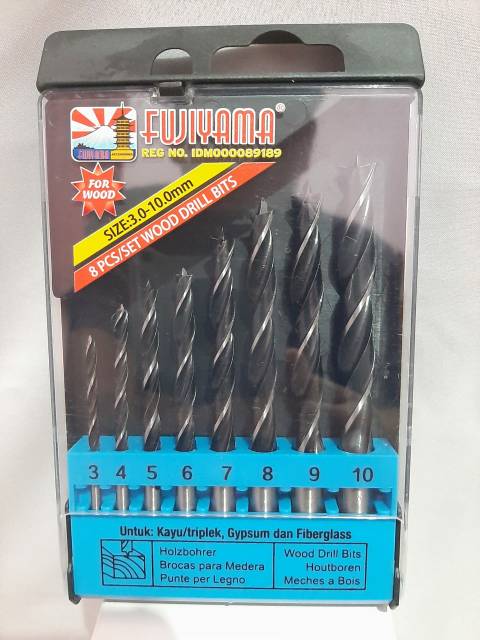 FUJIYAMA®
REG NO. IDM000089189
FUJIYAMA
FOR
WOOD
SIZE:3.0-10.0mm
8 PCS/SET WOOD DRILL BITS
3 4 5 6 7 8 9 10
Untuk: Kayu/triplek, Gypsum dan Fiberglass
Holzbohrer
Brocas para Medera
Punte per Legno
Wood Drill Bits
Houtboren
Meches a Bois